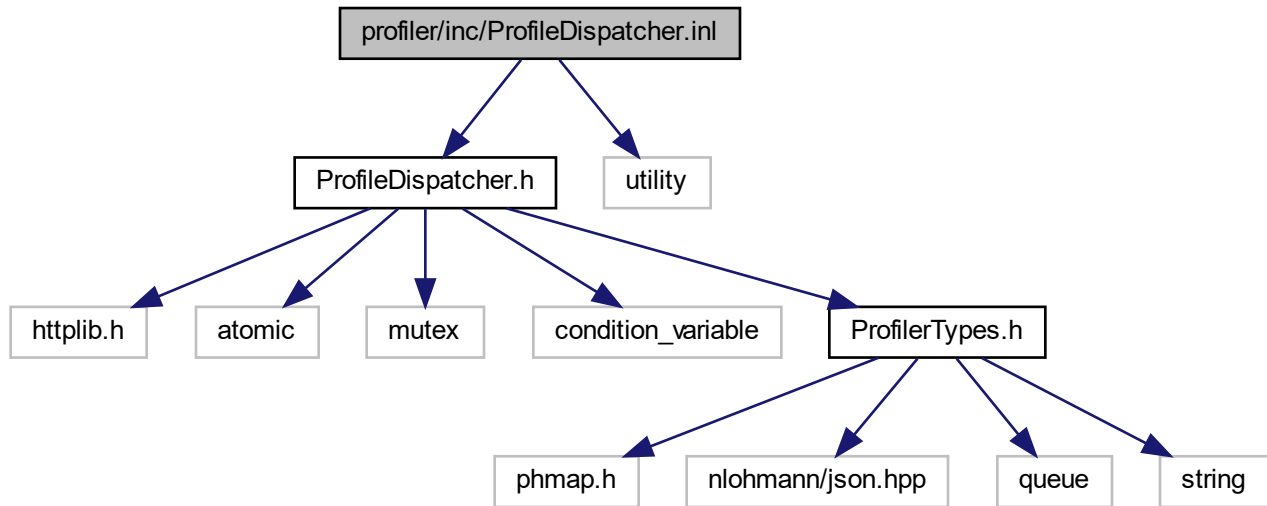 profiler/inc/ProfileDispatcher.inl
ProfileDispatcher.h
utility
httplib.h
atomic
mutex
condition_variable
ProfilerTypes.h
phmap.h
nlohmann/json.hpp
queue
string